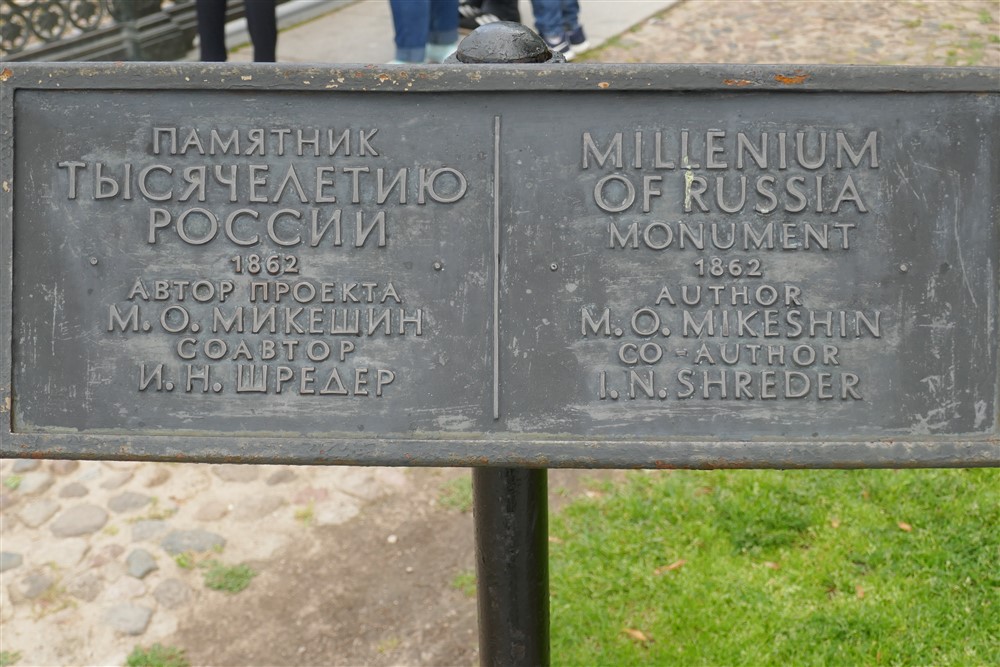 ПАМЯТНИК
ТЫСЯЧЕЛЕТИЮ
РОССИИ
1862
АВТОР ПРОЕКТА
М. О. МИКЕШИН
СОАВТОР
И. Н. ШРЕДЕР
MILLENIUM
OF RUSSIA
MONUMENT
1862
AUTHOR
M. O. MIKESHIN
CO-AUTHOR
I. N. SHREDER